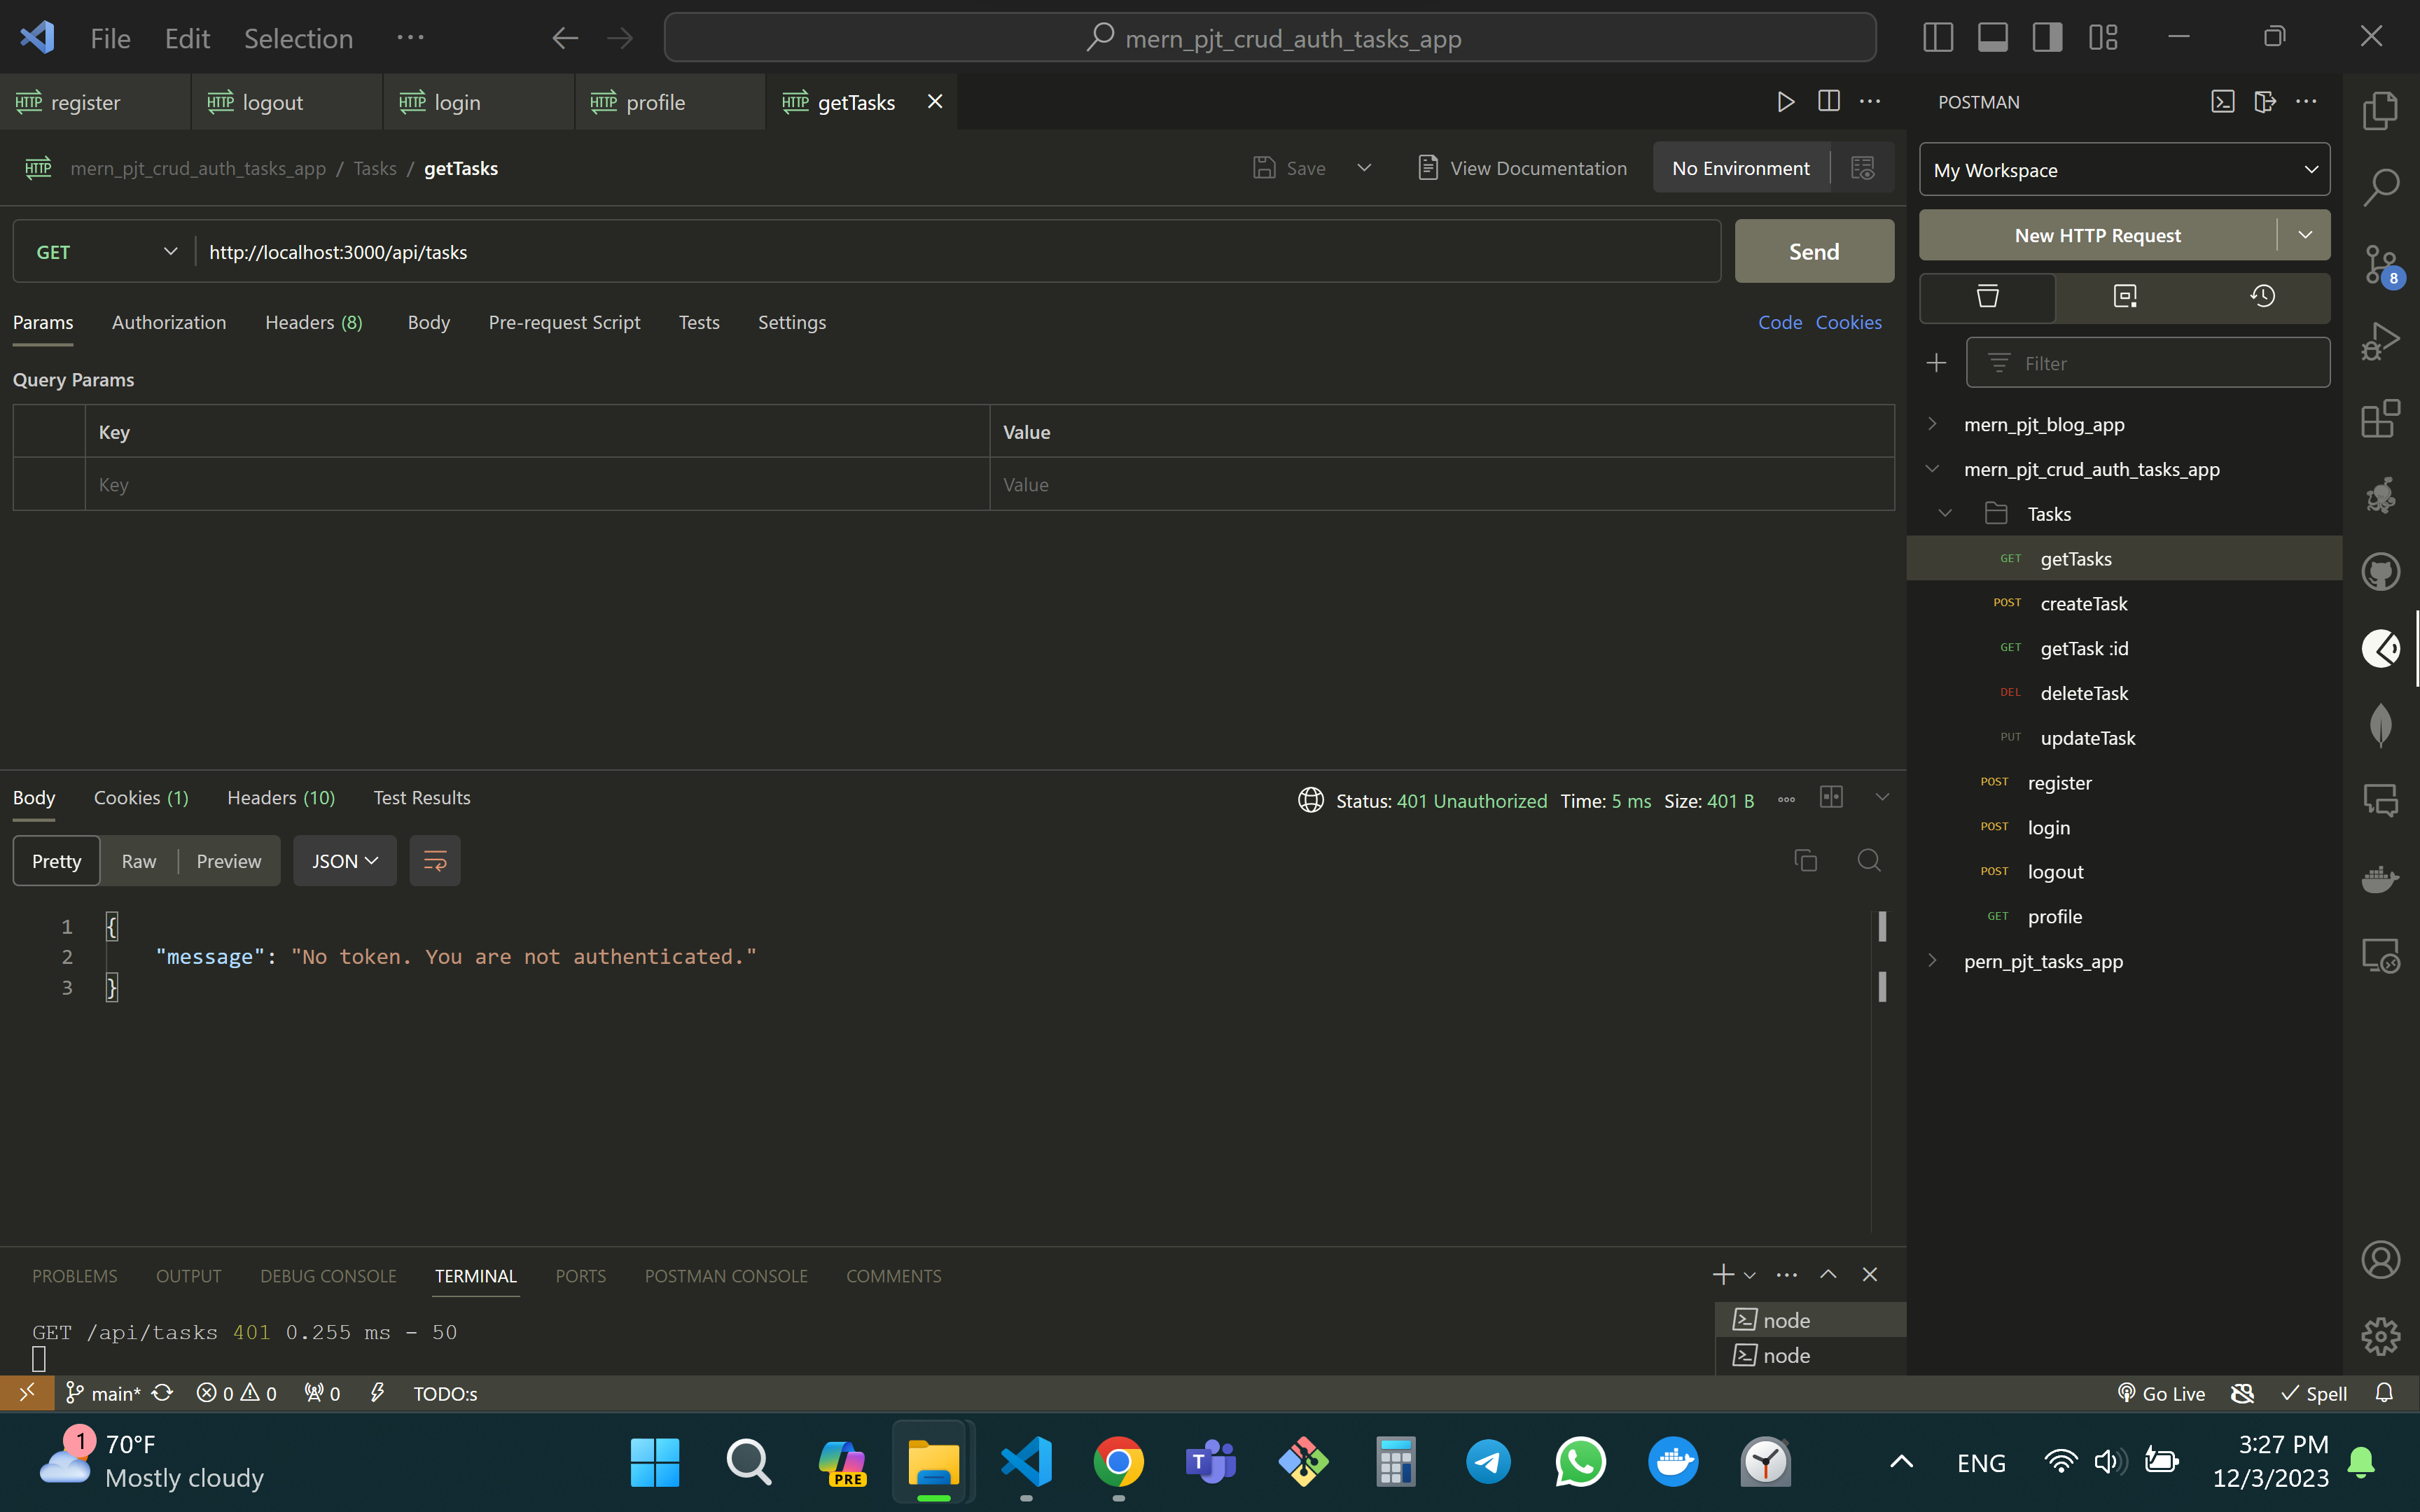 File Edit Selection ··· mern_pjt_crud_auth_tasks_app
HTTP register HTTP logout HTTP login HTTP profile HTTP getTasks
HTTP mern_pjt_crud_auth_tasks_app / Tasks / getTasks Save View Documentation No Environment
GET http://localhost:3000/api/tasks Send
Params Authorization Headers (8) Body Pre-request Script Tests Settings Code Cookies
Query Params
Key Value
Key Value
Body Cookies (1) Headers (10) Test Results Status: 401 Unauthorized Time: 5 ms Size: 401 B
Pretty Raw Preview JSON
1 {
2 "message": "No token. You are not authenticated."
3 }
PROBLEMS OUTPUT DEBUG CONSOLE TERMINAL PORTS POSTMAN CONSOLE COMMENTS
GET /api/tasks 401 0.255 ms - 50
node
node
POSTMAN
My Workspace
New HTTP Request
Filter
mern_pjt_blog_app
mern_pjt_crud_auth_tasks_app
Tasks
GET getTasks
POST createTask
GET getTask :id
DEL deleteTask
PUT updateTask
POST register
POST login
POST logout
GET profile
pern_pjt_tasks_app
8
main* 0 0 0 TODO:s Go Live Spell
1
70°F
Mostly cloudy
PRE
T
ENG
3:27 PM
12/3/2023